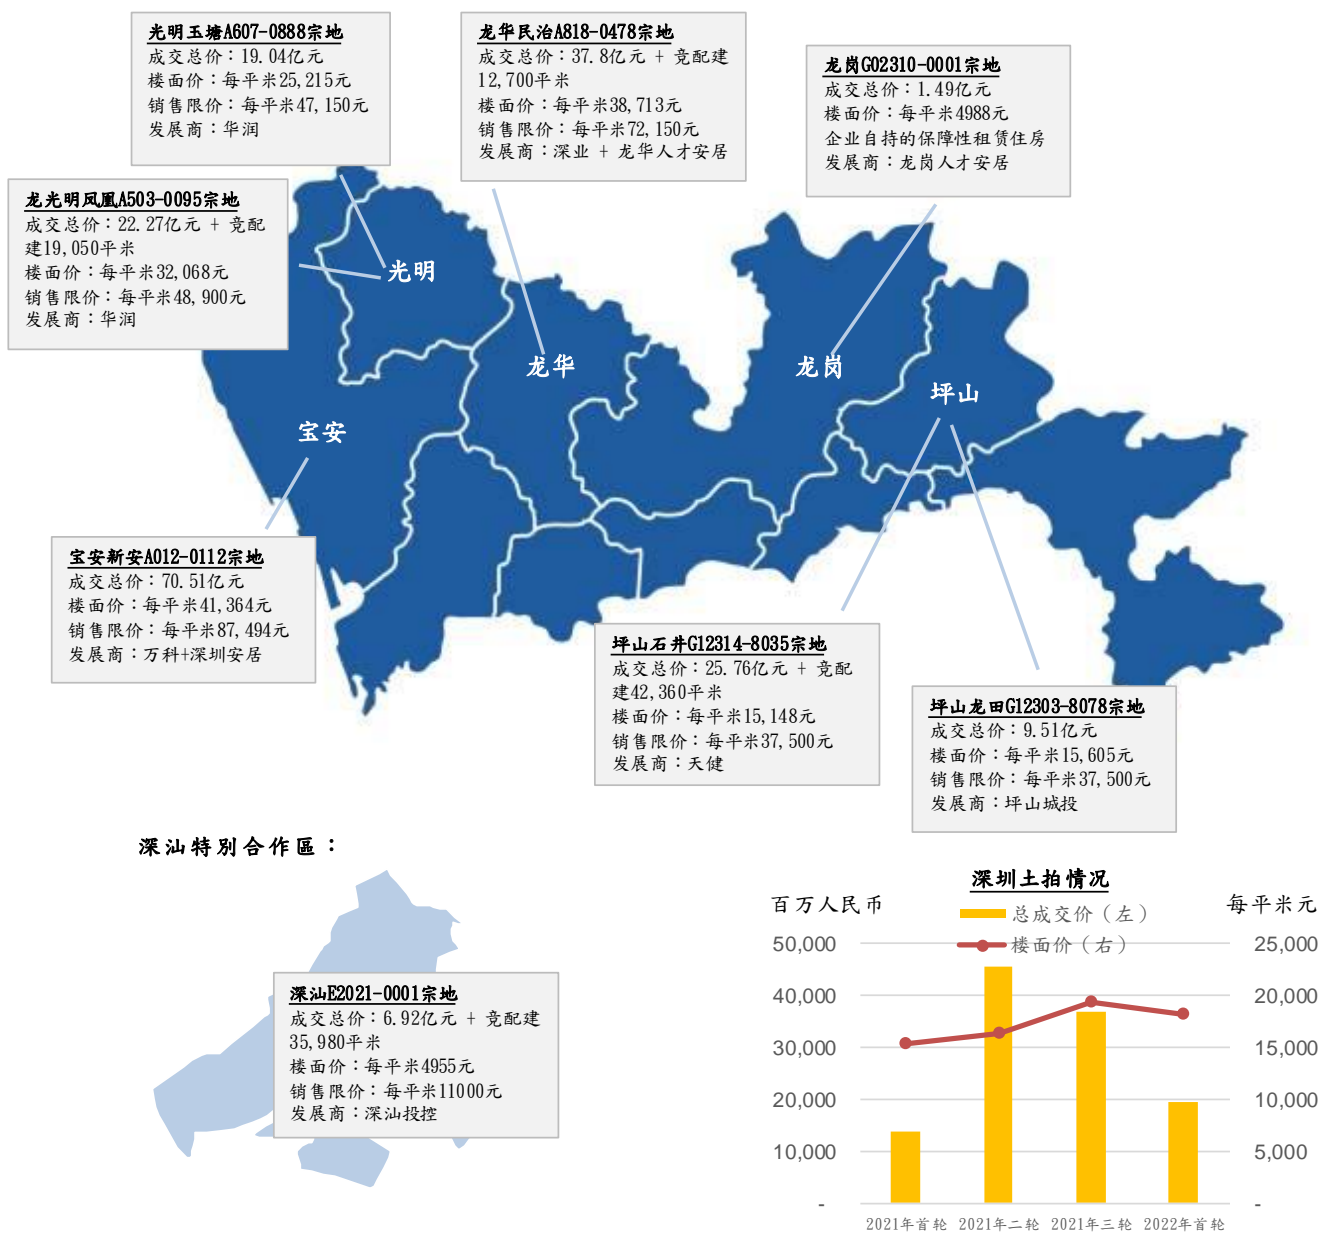 光明玉塘A607-0888宗地
成交总价：19.04亿元
楼面价：每平米25,215元
销售限价：每平米47,150元
发展商：华润
龙华民治A818-0478宗地
成交总价：37.8亿元 + 竞配建
12,700平米
楼面价：每平米38,713元
销售限价：每平米72,150元
发展商：深业 + 龙华人才安居
龙岗G02310-0001宗地
成交总价：1.49亿元
楼面价：每平米4988元
企业自持的保障性租赁住房
发展商：龙岗人才安居
龙光明凤凰A503-0095宗地
成交总价：22.27亿元 + 竞配
建19,050平米
楼面价：每平米32,068元
销售限价：每平米48,900元
发展商：华润
光明
龙华
龙岗
坪山
宝安
宝安新安A012-0112宗地
成交总价：70.51亿元
楼面价：每平米41,364元
销售限价：每平米87,494元
发展商：万科+深圳安居
坪山石井G12314-8035宗地
成交总价：25.76亿元 + 竞配
建42,360平米
楼面价：每平米15,148元
销售限价：每平米37,500元
发展商：天健
坪山龙田G12303-8078宗地
成交总价：9.51亿元
楼面价：每平米15,605元
销售限价：每平米37,500元
发展商：坪山城投
深汕特別合作區：
深汕E2021-0001宗地
成交总价：6.92亿元 + 竞配建
35,980平米
楼面价：每平米4955元
销售限价：每平米11000元
发展商：深汕投控
深圳土拍情况
百万人民币
每平米元
总成交价（左）
楼面价（右）
50,000
25,000
40,000
20,000
30,000
15,000
20,000
10,000
10,000
5,000
-
-
2021年首轮
2021年二轮
2021年三轮
2022年首轮